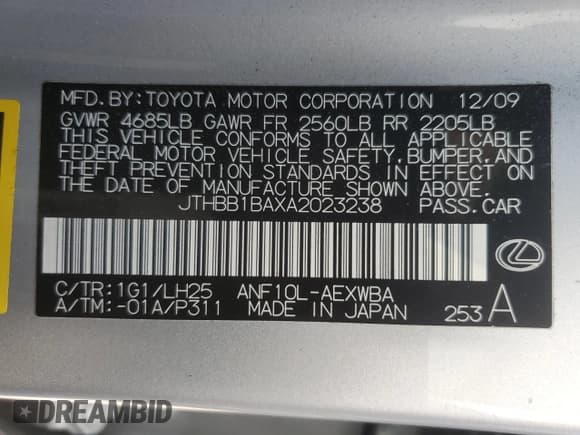 MFD. BY: TOYOTA MOTOR CORPORATION 12/09
GVWR 4685LB GAWR FR 2560LB RR 2205LB
THIS VEHICLE CONFORMS TO ALL APPLICABLE
FEDERAL MOTOR VEHICLE SAFETY, BUMPER, AND
THEFT PREVENTION STANDARDS IN EFFECT ON
THE DATE OF MANUFACTURE SHOWN ABOVE.
JTHBB1BAXA2023238 PASS. CAR
C/TR: 1G1/LH25 ANF10L-AEXWBA
A/TM: -01A/P311 MADE IN JAPAN 253 A
DREAMBID